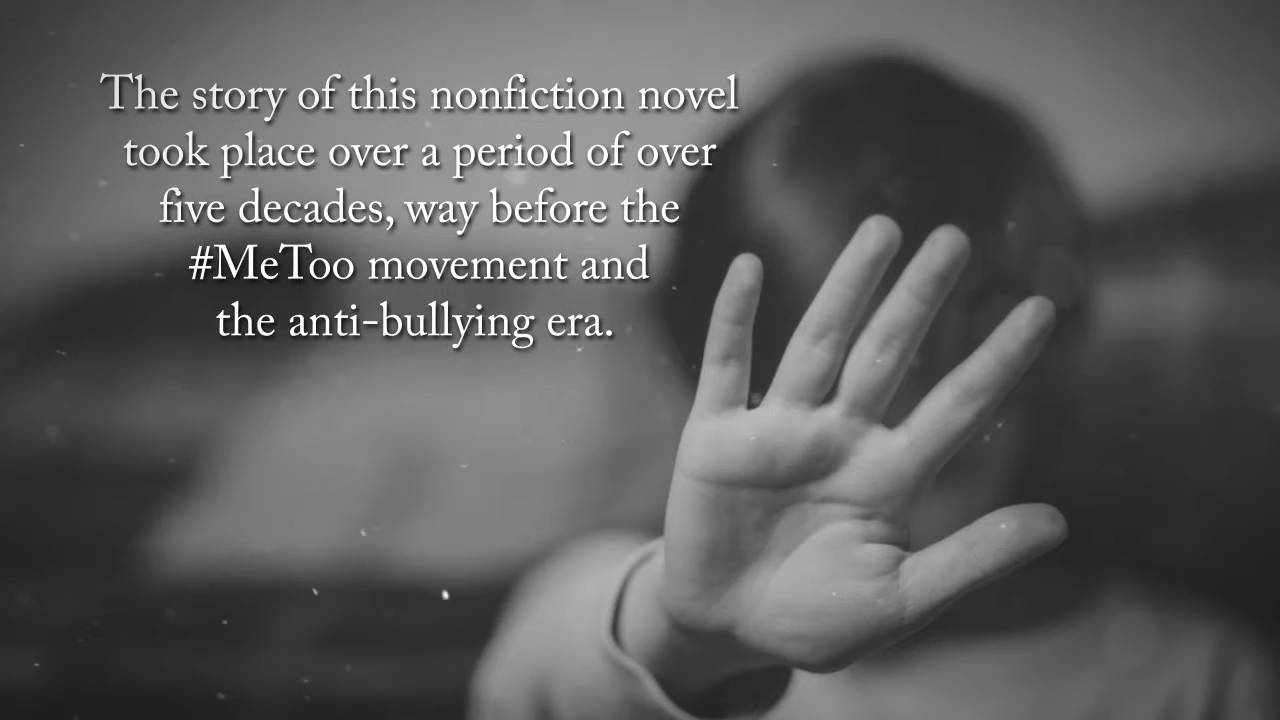 The story of this nonfiction novel
took place over a period of over
five decades, way before the
#MeToo movement and
the anti-bullying era.